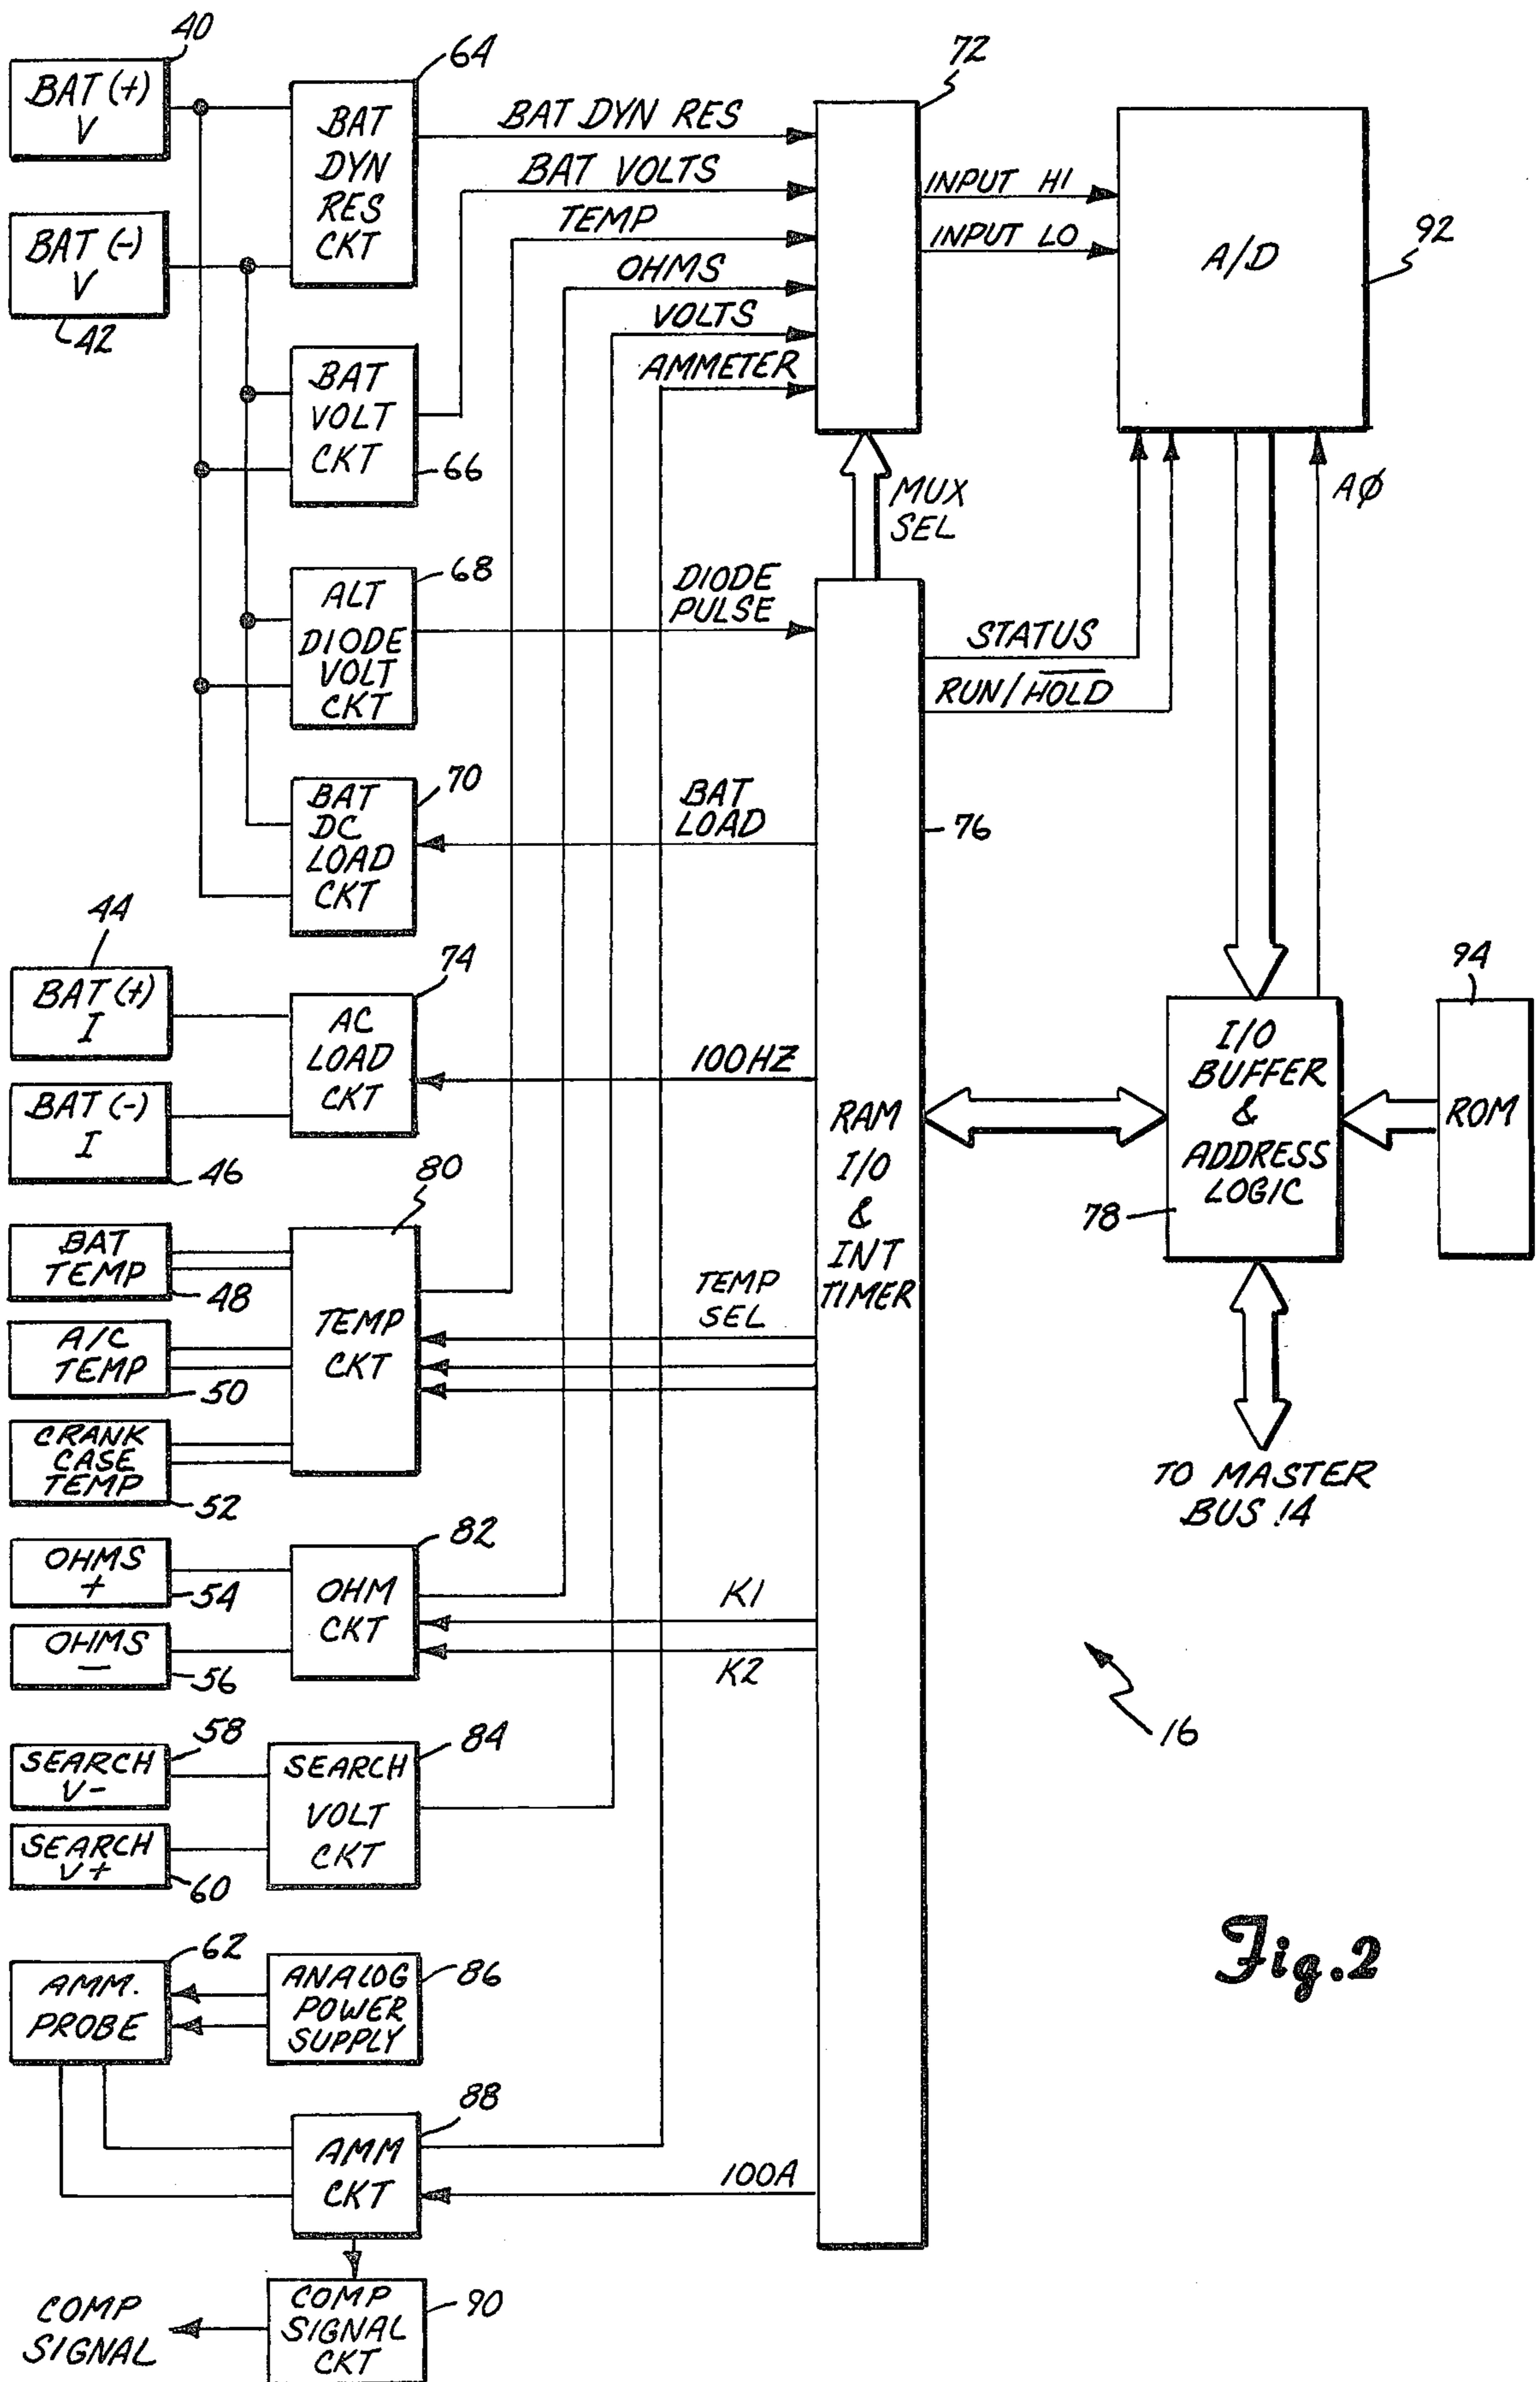 40
BAT (+)
V
BAT (-)
V
42
64
BAT
DYN
RES
CKT
BAT
VOLT
CKT
66
ALT
DIODE
VOLT
CKT
68
BAT
DC
LOAD
CKT
70
BAT DYN RES
BAT VOLTS
TEMP
OHMS
VOLTS
AMMETER
72
INPUT HI
INPUT LO
A/D
92
MUX
SEL
AØ
DIODE
PULSE
STATUS
RUN/HOLD
BAT
LOAD
76
44
BAT (+)
I
BAT (-)
I
46
74
AC
LOAD
CKT
100HZ
RAM
I/O
&
INT
TIMER
I/O
BUFFER
&
ADDRESS
LOGIC
78
94
ROM
TO MASTER
BUS 14
BAT
TEMP
48
A/C
TEMP
50
CRANK
CASE
TEMP
52
80
TEMP
CKT
TEMP
SEL
OHMS
+
54
OHMS
−
56
82
OHM
CKT
K1
K2
16
58
SEARCH
V-
SEARCH
V+
60
84
SEARCH
VOLT
CKT
62
AMM.
PROBE
86
ANALOG
POWER
SUPPLY
88
AMM
CKT
100A
90
COMP
SIGNAL
CKT
COMP
SIGNAL
Fig.2